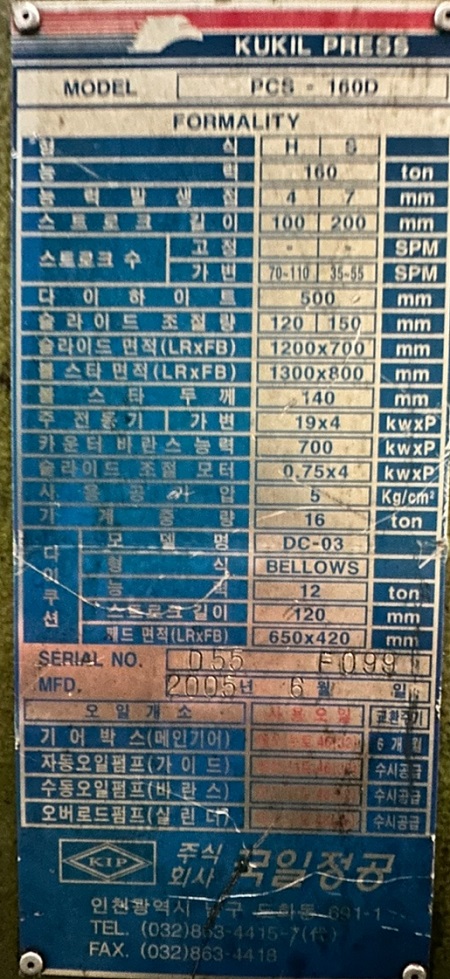 KUKIL PRESS
MODEL PCS - 160D
FORMALITY
형 식 H S
능 력 160 ton
능 력 발 생 점 4 7 mm
스 트 로 크 길 이 100 200 mm
스트로크 수 고 정 - - SPM
가 변 70~110 35~55 SPM
다 이 하 이 트 500 mm
슬 라 이 드 조 절 량 120 150 mm
슬라이드 면적(LRxFB) 1200x700 mm
볼 스 타 면 적(LRxFB) 1300x800 mm
볼 스 타 두 께 140 mm
주 전 동 기 가 변 19x4 kwxP
카 운 터 바 란 스 능 력 700 kwxP
슬라이드 조절 모터 0.75x4 kwxP
사 용 공 기 압 5 Kg/cm²
기 계 중 량 16 ton
다이쿠션 모 델 명 DC-03
형 식 BELLOWS
능 력 12 ton
스트로크 길이 120 mm
패드 면적(LRxFB) 650x420 mm
SERIAL NO. D55 F099
MFD. 2005년 6월 일
오 일 개 소 사 용 오 일 교환주기
기 어 박 스(메인기어) 6 개 월
자동오일펌프(가 이 드) 수시공급
수동오일펌프(바 란 스) 수시공급
오버로드펌프(실 린 더) 수시공급
KIP 주식회사 국일정공
인천광역시 남구 도화동 691-1
TEL. (032)863-4415~7(代)
FAX. (032)863-4418